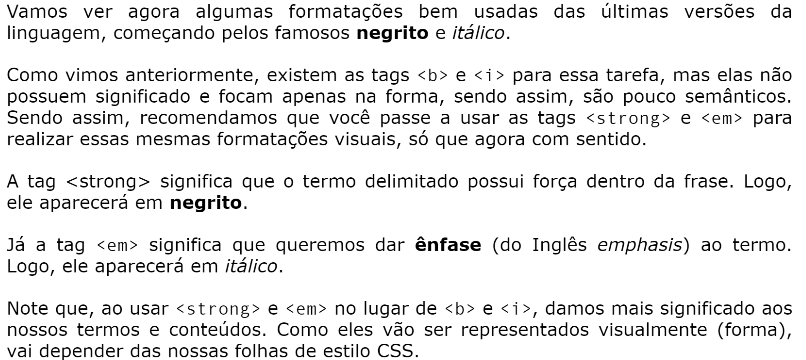 Vamos ver agora algumas formatações bem usadas das últimas versões da
linguagem, começando pelos famosos negrito e itálico.
Como vimos anteriormente, existem as tags <b> e <i> para essa tarefa, mas elas não
possuem significado e focam apenas na forma, sendo assim, são pouco semânticos.
Sendo assim, recomendamos que você passe a usar as tags <strong> e <em> para
realizar essas mesmas formatações visuais, só que agora com sentido.
A tag <strong> significa que o termo delimitado possui força dentro da frase. Logo,
ele aparecerá em negrito.
Já a tag <em> significa que queremos dar ênfase (do Inglês emphasis) ao termo.
Logo, ele aparecerá em itálico.
Note que, ao usar <strong> e <em> no lugar de <b> e <i>, damos mais significado aos
nossos termos e conteúdos. Como eles vão ser representados visualmente (forma),
vai depender das nossas folhas de estilo CSS.